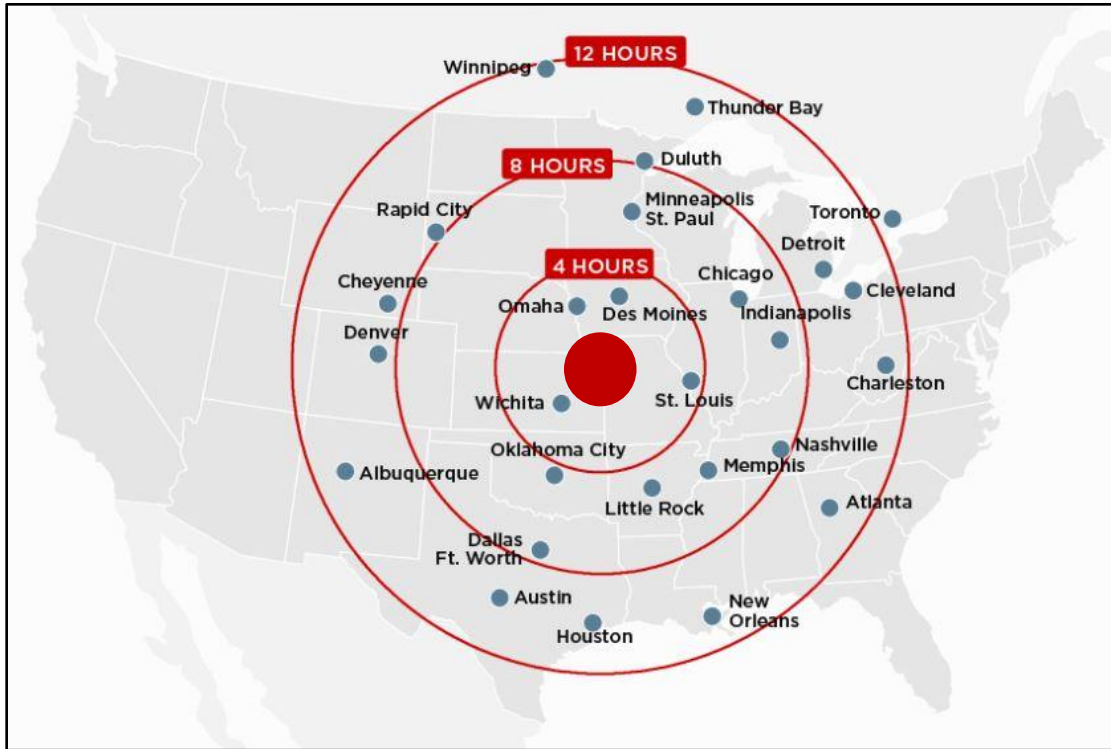 12 HOURS
Winnipeg
Thunder Bay
8 HOURS
Duluth
Minneapolis
St. Paul
Rapid City
Toronto
Detroit
4 HOURS
Chicago
Cheyenne
Cleveland
Omaha
Des Moines
Indianapolis
Denver
Charleston
St. Louis
Wichita
Oklahoma City
Nashville
Albuquerque
Memphis
Little Rock
Atlanta
Dallas
Ft. Worth
Austin
New
Orleans
Houston